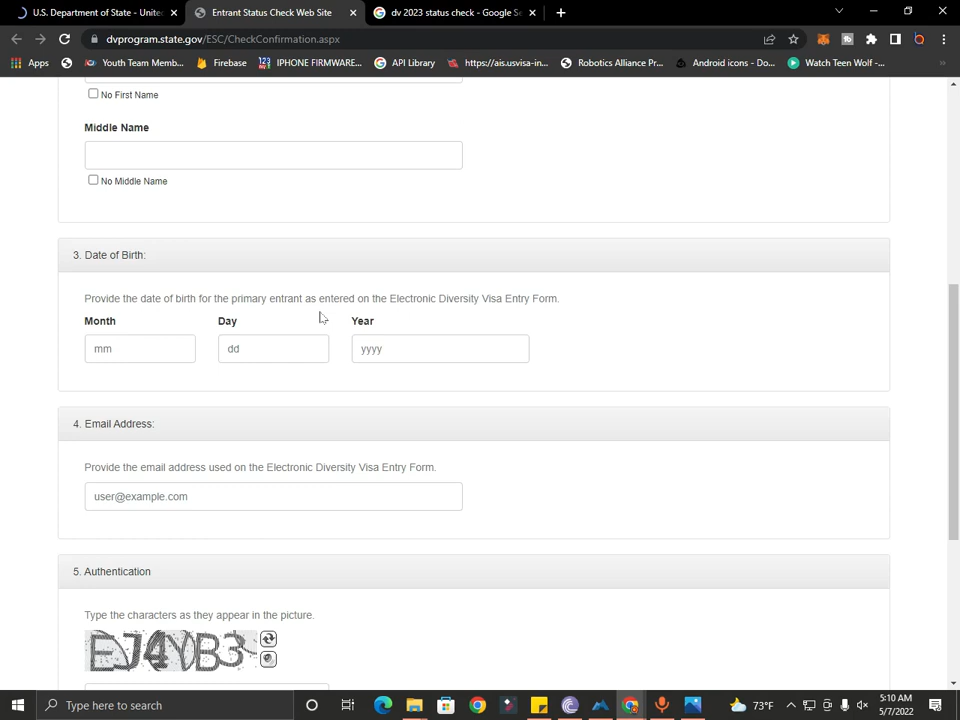 U.S. Department of State - Unite
Entrant Status Check Web Site
dv 2023 status check - Google Se
dvprogram.state.gov/ESC/CheckConfirmation.aspx
Apps
Youth Team Memb...
Firebase
IPHONE FIRMWARE...
API Library
https://ais.usvisa-in...
Robotics Alliance Pr...
Android icons - Do...
Watch Teen Wolf -...
No First Name
Middle Name
No Middle Name
3. Date of Birth:
Provide the date of birth for the primary entrant as entered on the Electronic Diversity Visa Entry Form.
Month Day Year
mm dd yyyy
4. Email Address:
Provide the email address used on the Electronic Diversity Visa Entry Form.
user@example.com
5. Authentication
Type the characters as they appear in the picture.
EJ4YB3
Type here to search
73°F
5:10 AM
5/7/2022